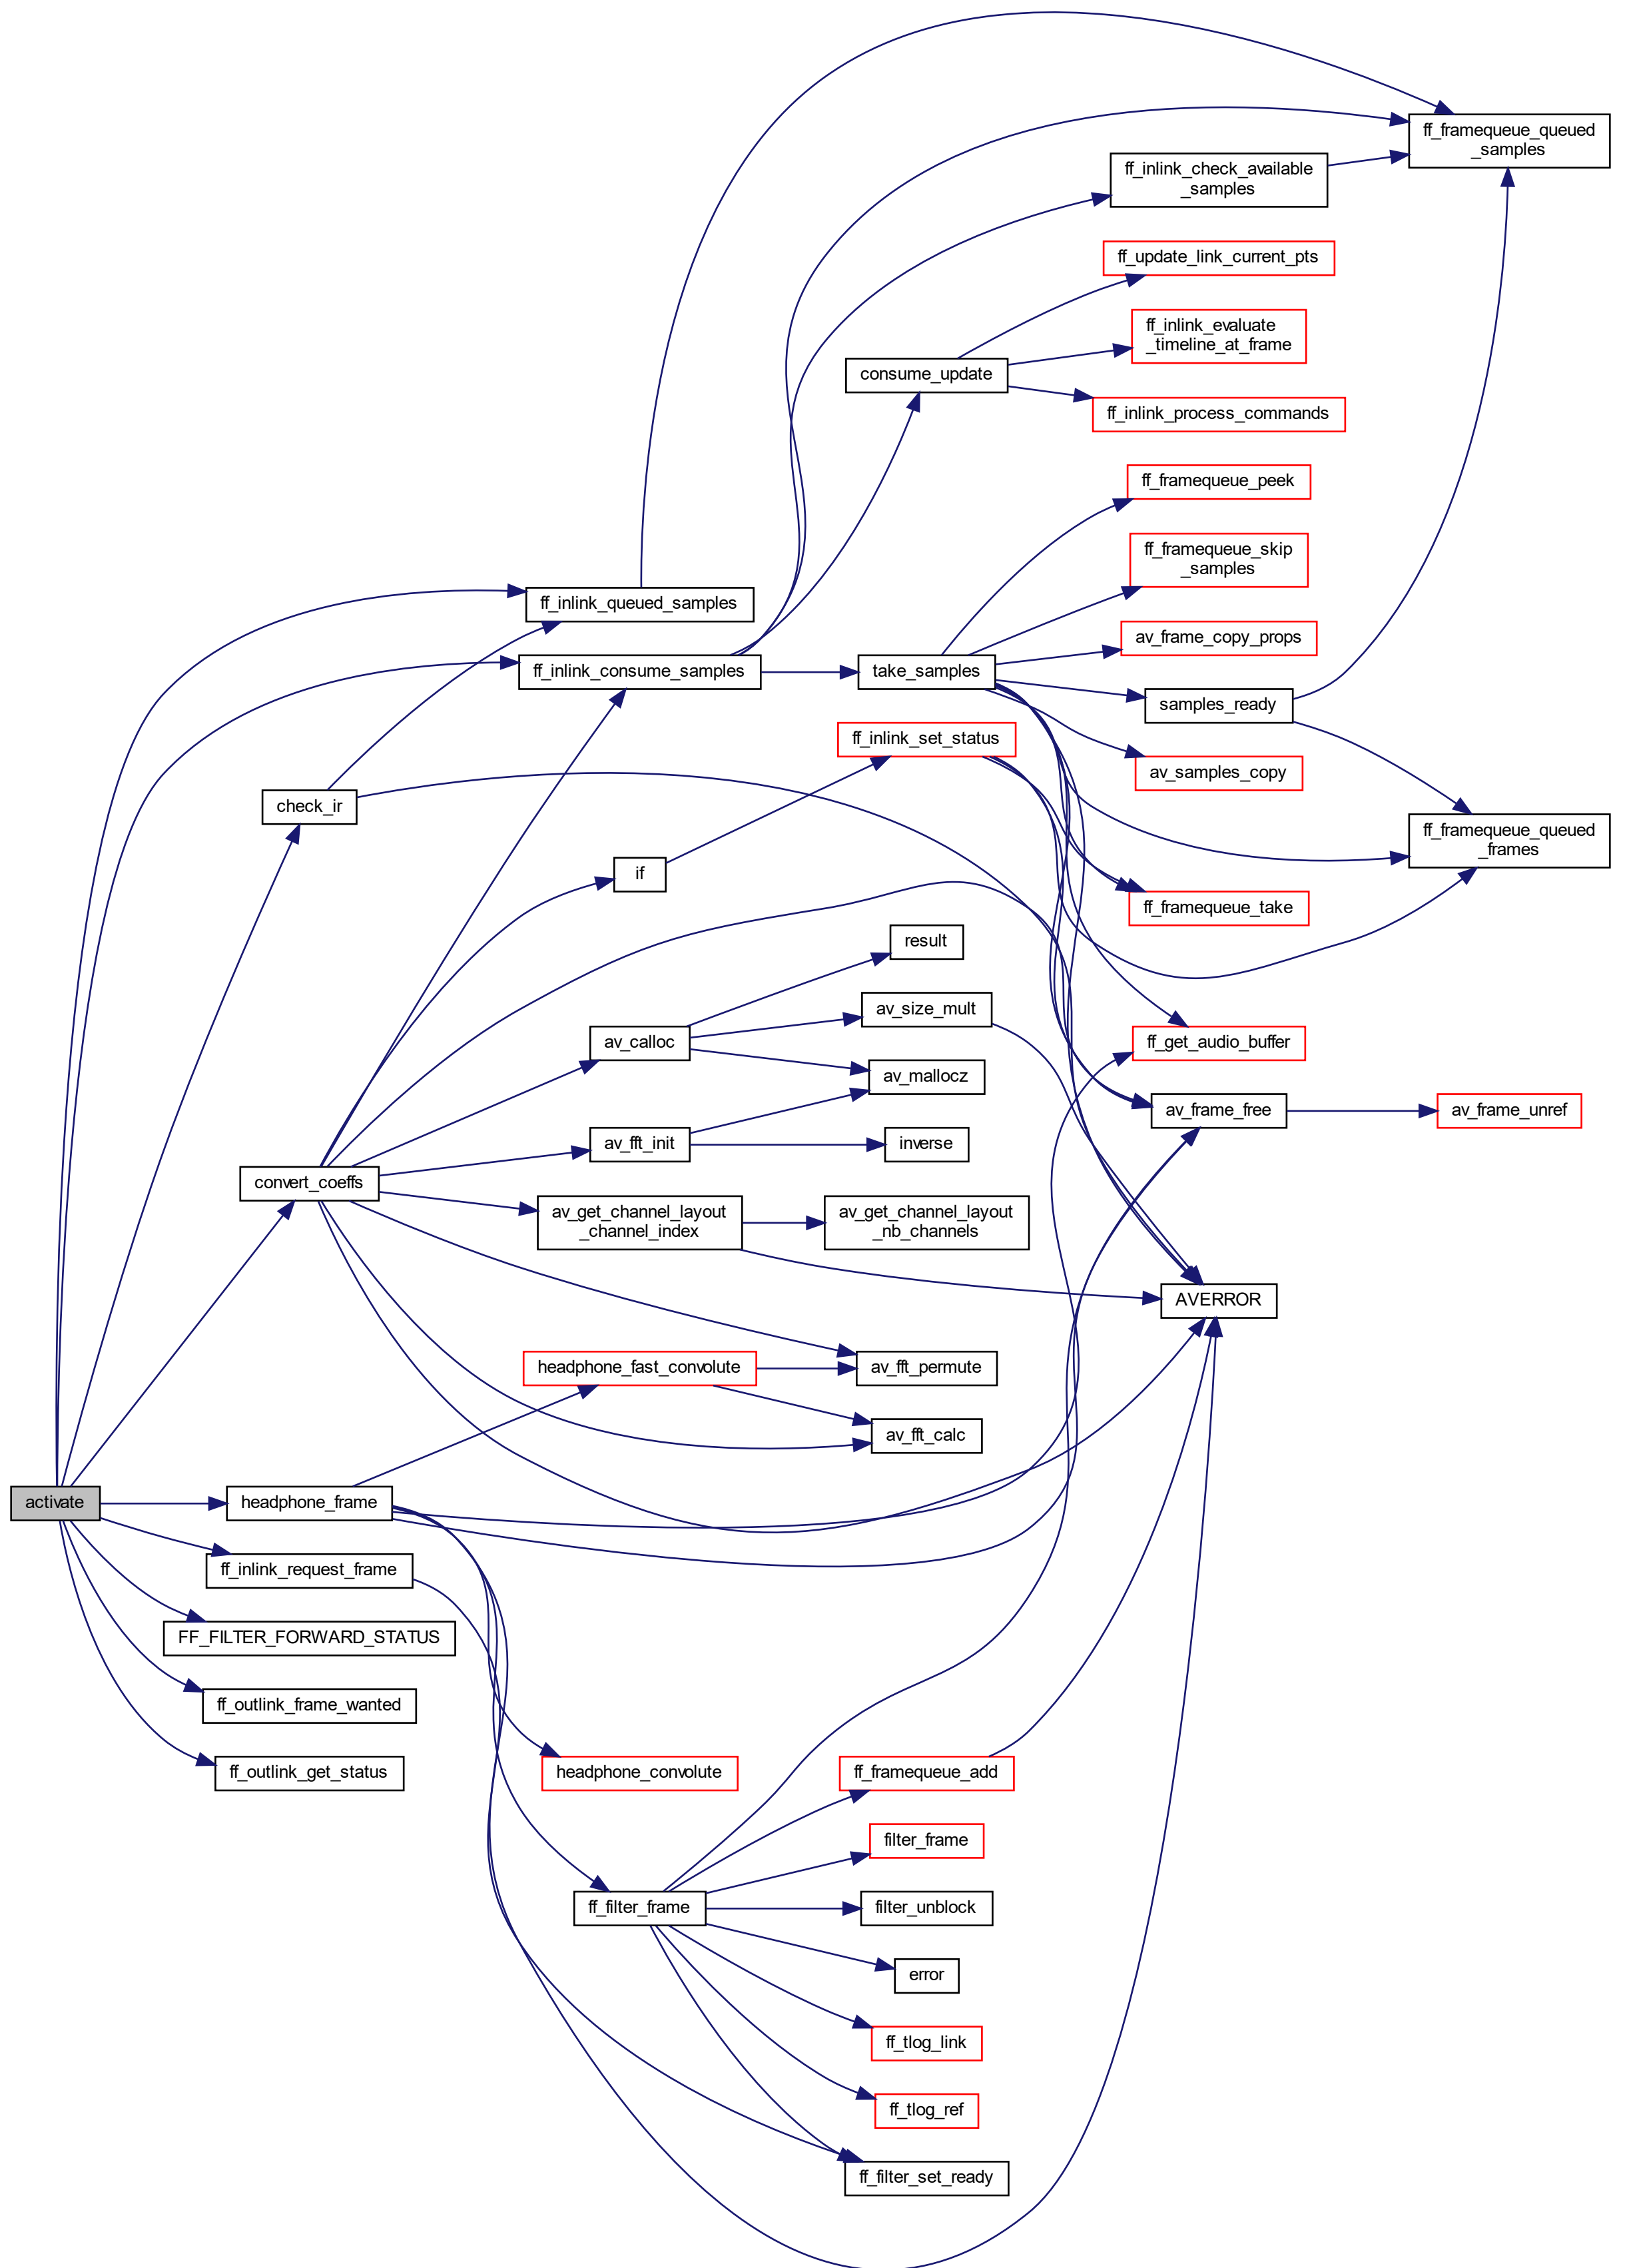 ff_framequeue_queued
_samples
ff_inlink_check_available
_samples
ff_update_link_current_pts
ff_inlink_evaluate
_timeline_at_frame
consume_update
ff_inlink_process_commands
ff_framequeue_peek
ff_framequeue_skip
_samples
ff_inlink_queued_samples
av_frame_copy_props
ff_inlink_consume_samples
take_samples
samples_ready
ff_inlink_set_status
av_samples_copy
check_ir
ff_framequeue_queued
_frames
if
ff_framequeue_take
result
av_size_mult
av_calloc
ff_get_audio_buffer
av_mallocz
av_frame_free
av_frame_unref
av_fft_init
inverse
convert_coeffs
av_get_channel_layout
_channel_index
av_get_channel_layout
_nb_channels
AVERROR
headphone_fast_convolute
av_fft_permute
av_fft_calc
activate
headphone_frame
ff_inlink_request_frame
FF_FILTER_FORWARD_STATUS
ff_outlink_frame_wanted
ff_outlink_get_status
headphone_convolute
ff_framequeue_add
filter_frame
ff_filter_frame
filter_unblock
error
ff_tlog_link
ff_tlog_ref
ff_filter_set_ready